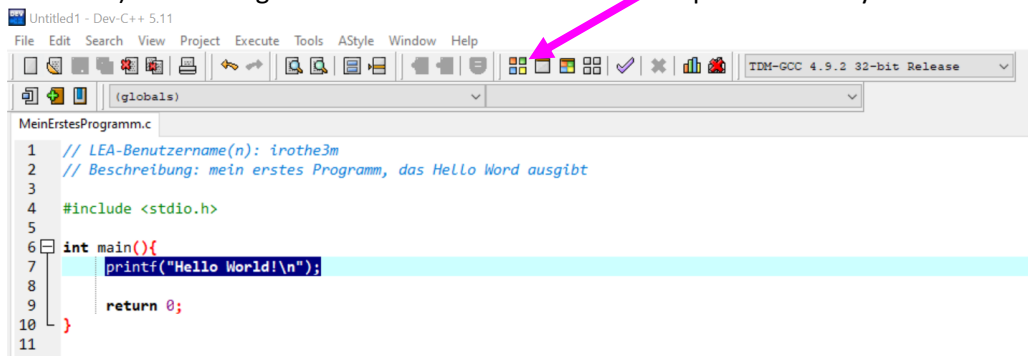 Untitled1 - Dev-C++ 5.11
File Edit Search View Project Execute Tools AStyle Window Help
TDM-GCC 4.9.2 32-bit Release
(globals)
MeinErstesProgramm.c
1 // LEA-Benutzername(n): irothe3m
2 // Beschreibung: mein erstes Programm, das Hello Word ausgibt
3
4 #include <stdio.h>
5
6 int main(){
7 printf("Hello World!\n");
8
9 return 0;
10 }
11